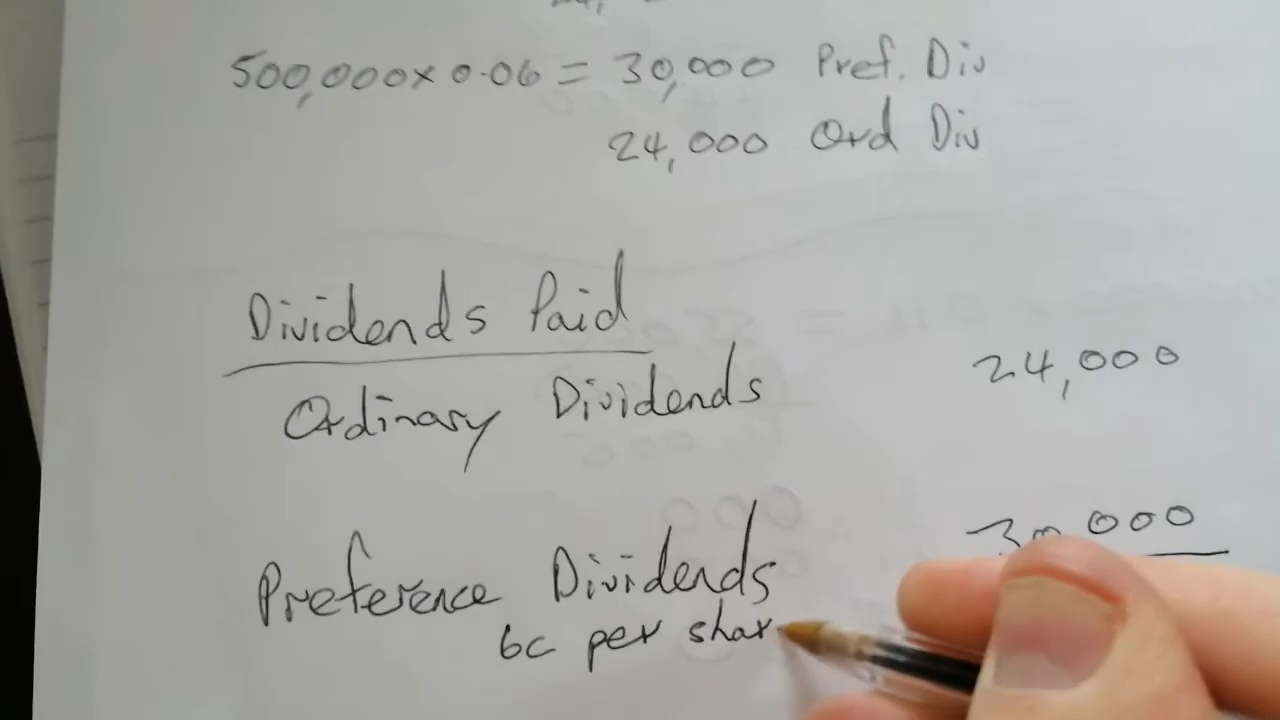 500,000 x 0.06 = 30,000 Pref. Div
24,000 Ord Div
Dividends Paid
Ordinary Dividends 24,000
Preference Dividends 30,000
6c per shar